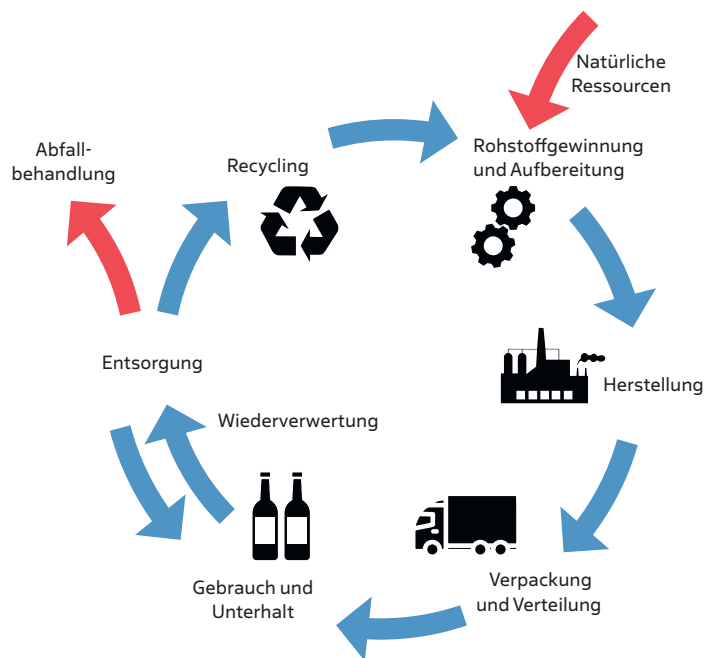 Natürliche
Ressourcen
Rohstoffgewinnung
und Aufbereitung
Abfall-
behandlung
Recycling
Entsorgung
Herstellung
Wiederverwertung
Gebrauch und
Unterhalt
Verpackung
und Verteilung